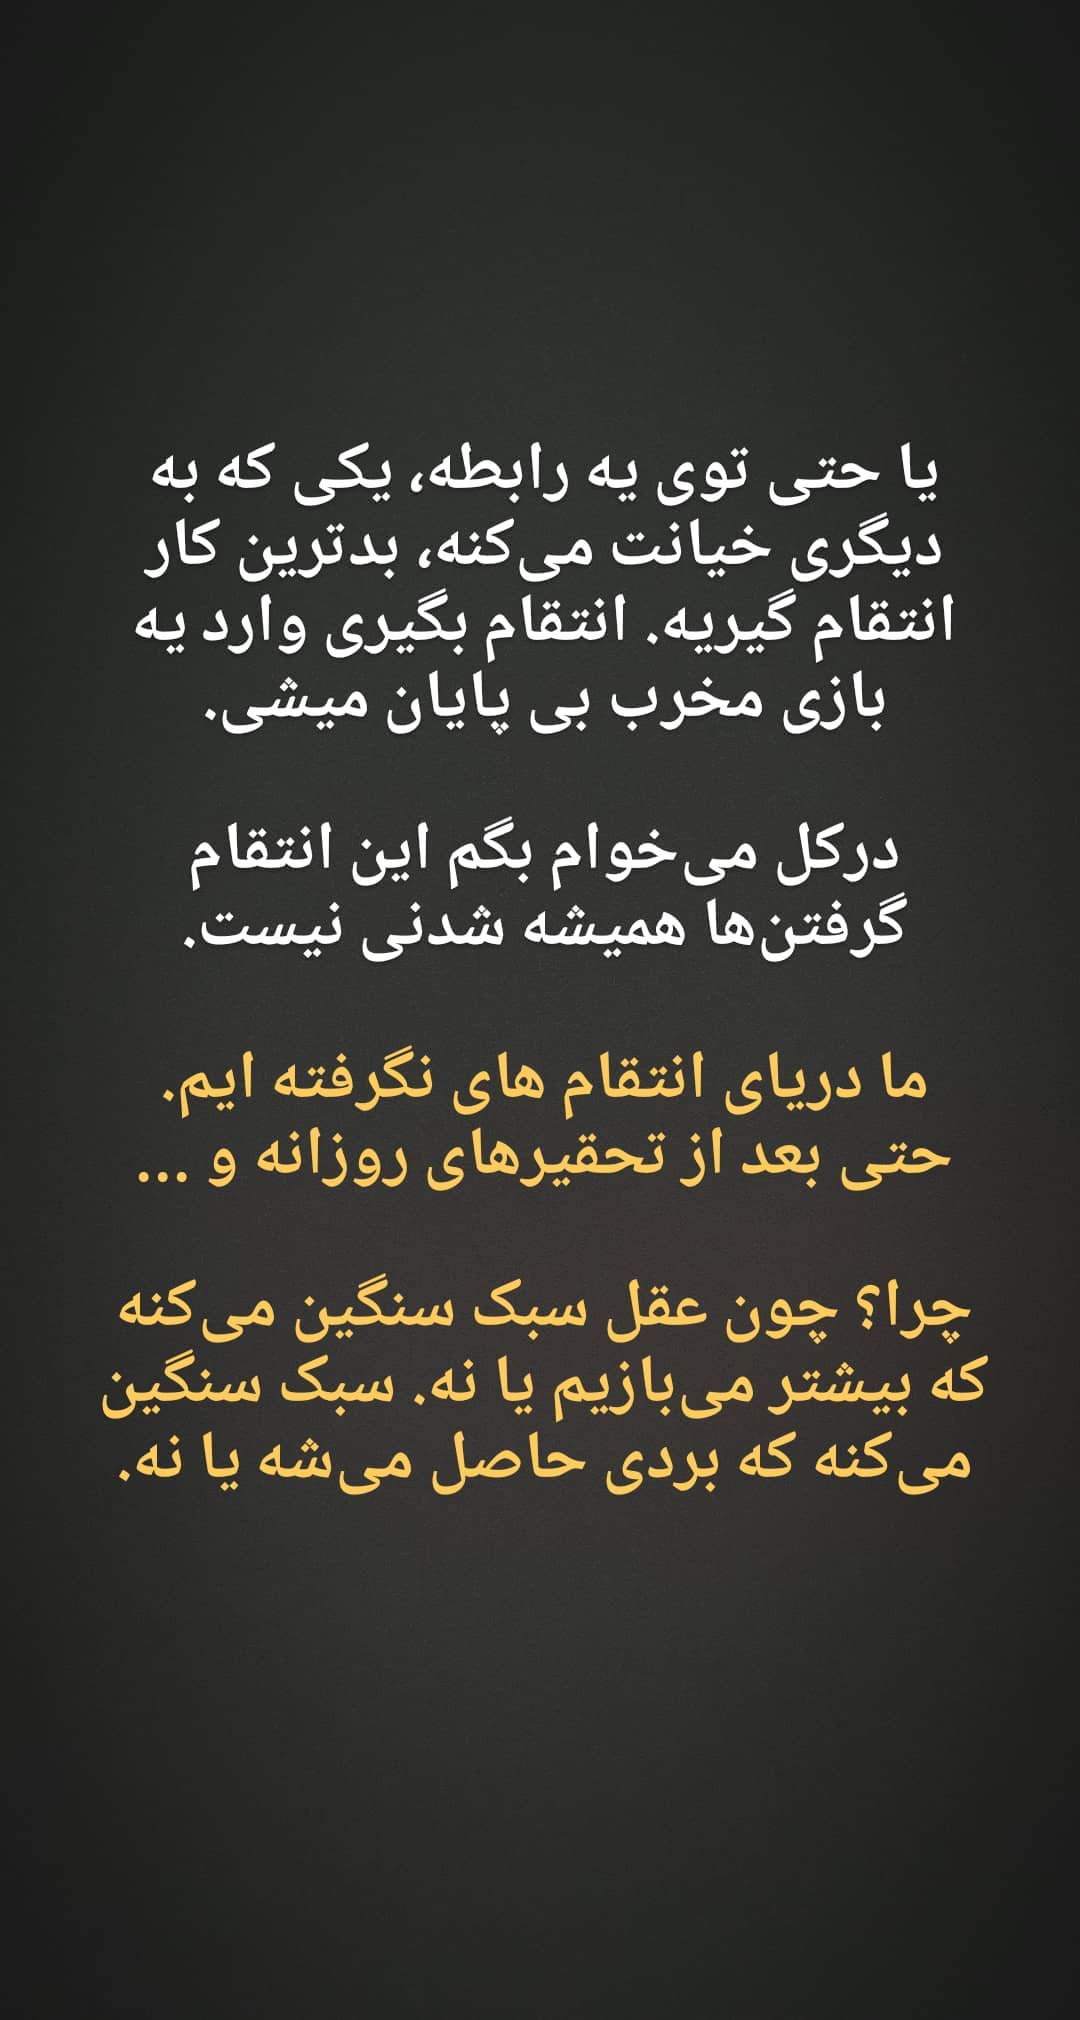 یا حتی توی یه رابطه، یکی که به
دیگری خیانت می‌کنه، بدترین کار
انتقام گیریه. انتقام بگیری وارد یه
بازی مخرب بی پایان میشی.
درکل می‌خوام بگم این انتقام
گرفتن‌ها همیشه شدنی نیست.
ما دریای انتقام های نگرفته ایم.
حتی بعد از تحقیرهای روزانه و ...
چرا؟ چون عقل سبک سنگین می‌کنه
که بیشتر می‌بازیم یا نه. سبک سنگین
می‌کنه که بردی حاصل می‌شه یا نه.